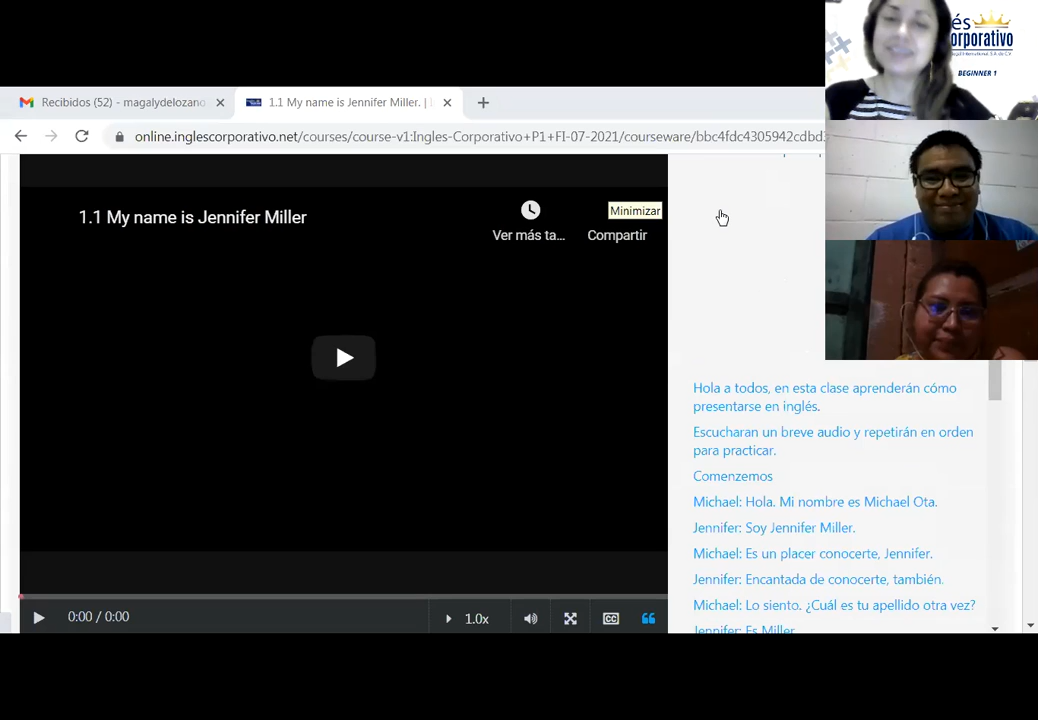 és
orporativo
BEGINNER 1
Recibidos (52) - magalydelozano
1.1 My name is Jennifer Miller. |
online.inglescorporativo.net/courses/course-v1:Ingles-Corporativo+P1+FI-07-2021/courseware/bbc4fdc4305942cdbd
1.1 My name is Jennifer Miller
Minimizar
Ver más ta...
Compartir
Hola a todos, en esta clase aprenderán cómo
presentarse en inglés.
Escucharan un breve audio y repetirán en orden
para practicar.
Comenzemos
Michael: Hola. Mi nombre es Michael Ota.
Jennifer: Soy Jennifer Miller.
Michael: Es un placer conocerte, Jennifer.
Jennifer: Encantada de conocerte, también.
Michael: Lo siento. ¿Cuál es tu apellido otra vez?
Jennifer: Es Miller
0:00 / 0:00
1.0x
CC